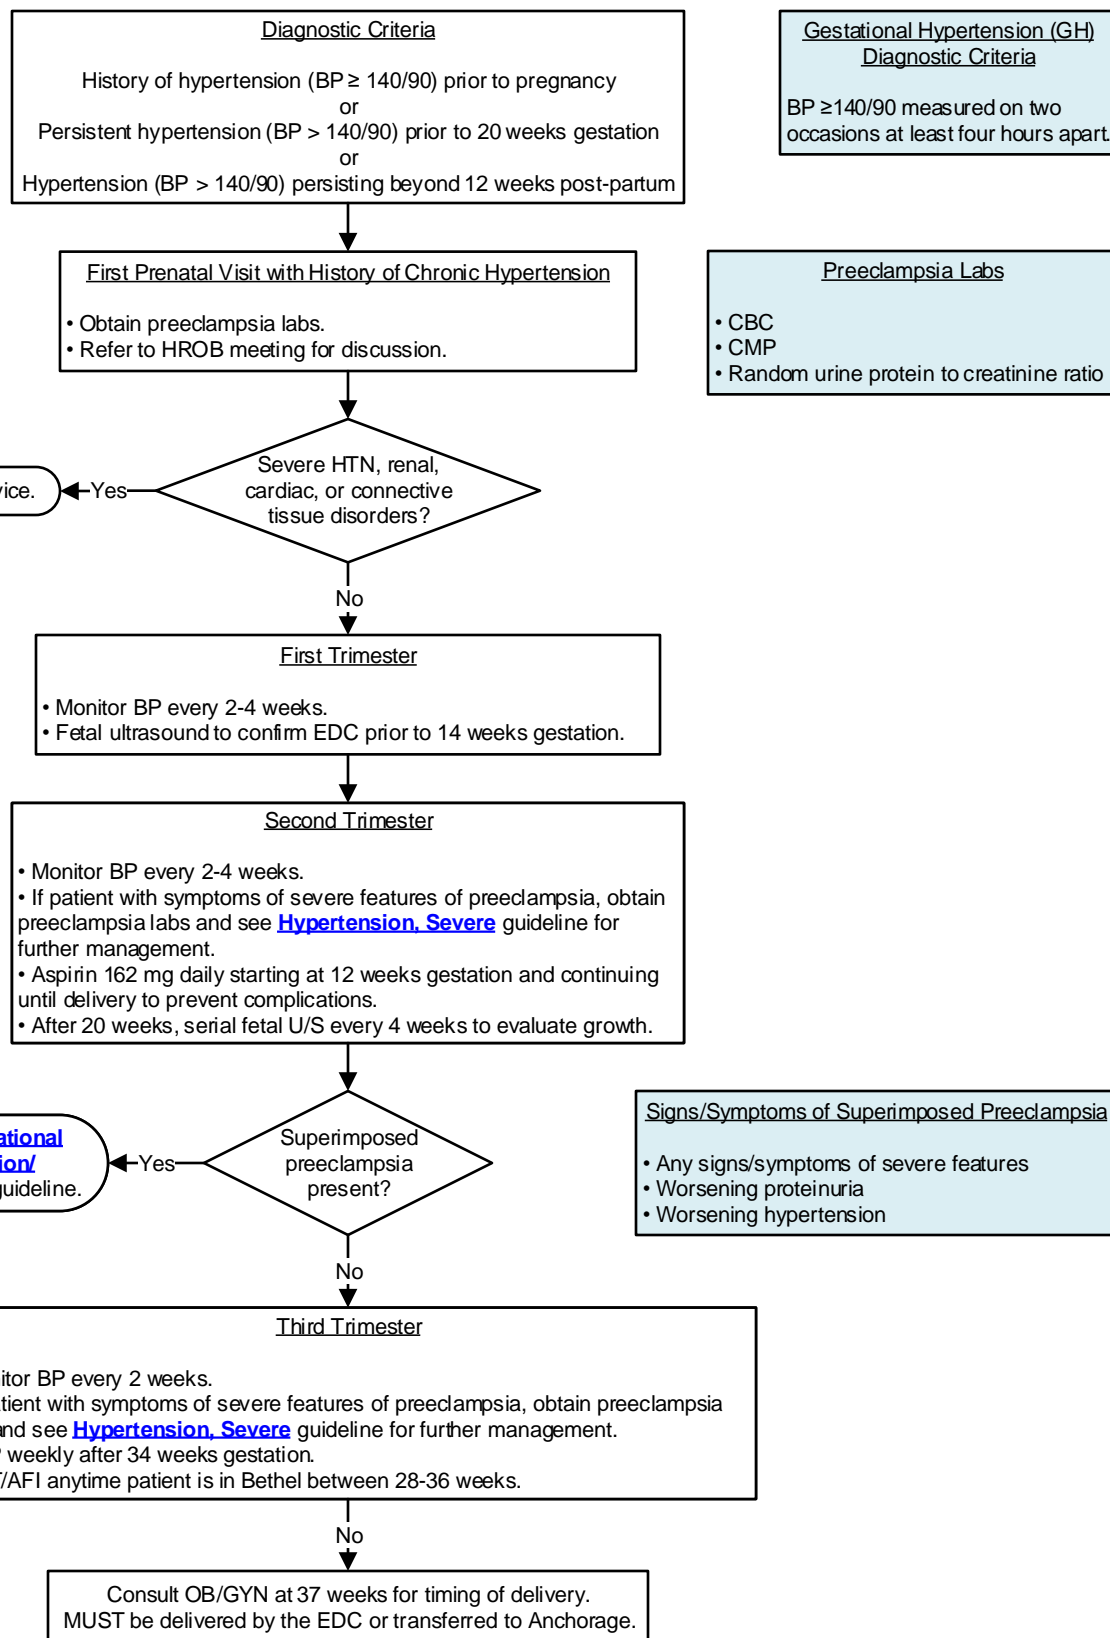 Diagnostic Criteria
History of hypertension (BP ≥ 140/90) prior to pregnancy
or
Persistent hypertension (BP > 140/90) prior to 20 weeks gestation
or
Hypertension (BP > 140/90) persisting beyond 12 weeks post-partum
Gestational Hypertension (GH)
Diagnostic Criteria
BP ≥140/90 measured on two
occasions at least four hours apart.
First Prenatal Visit with History of Chronic Hypertension
• Obtain preeclampsia labs.
• Refer to HROB meeting for discussion.
Preeclampsia Labs
• CBC
• CMP
• Random urine protein to creatinine ratio
Severe HTN, renal,
cardiac, or connective
tissue disorders?
Yes
No
First Trimester
• Monitor BP every 2-4 weeks.
• Fetal ultrasound to confirm EDC prior to 14 weeks gestation.
Second Trimester
• Monitor BP every 2-4 weeks.
• If patient with symptoms of severe features of preeclampsia, obtain
preeclampsia labs and see Hypertension, Severe guideline for
further management.
• Aspirin 162 mg daily starting at 12 weeks gestation and continuing
until delivery to prevent complications.
• After 20 weeks, serial fetal U/S every 4 weeks to evaluate growth.
Superimposed
preeclampsia
present?
Yes
guideline.
Signs/Symptoms of Superimposed Preeclampsia
• Any signs/symptoms of severe features
• Worsening proteinuria
• Worsening hypertension
No
Third Trimester
BP every 2 weeks.
with symptoms of severe features of preeclampsia, obtain preeclampsia
and see Hypertension, Severe guideline for further management.
weekly after 34 weeks gestation.
/AFI anytime patient is in Bethel between 28-36 weeks.
No
Consult OB/GYN at 37 weeks for timing of delivery.
MUST be delivered by the EDC or transferred to Anchorage.